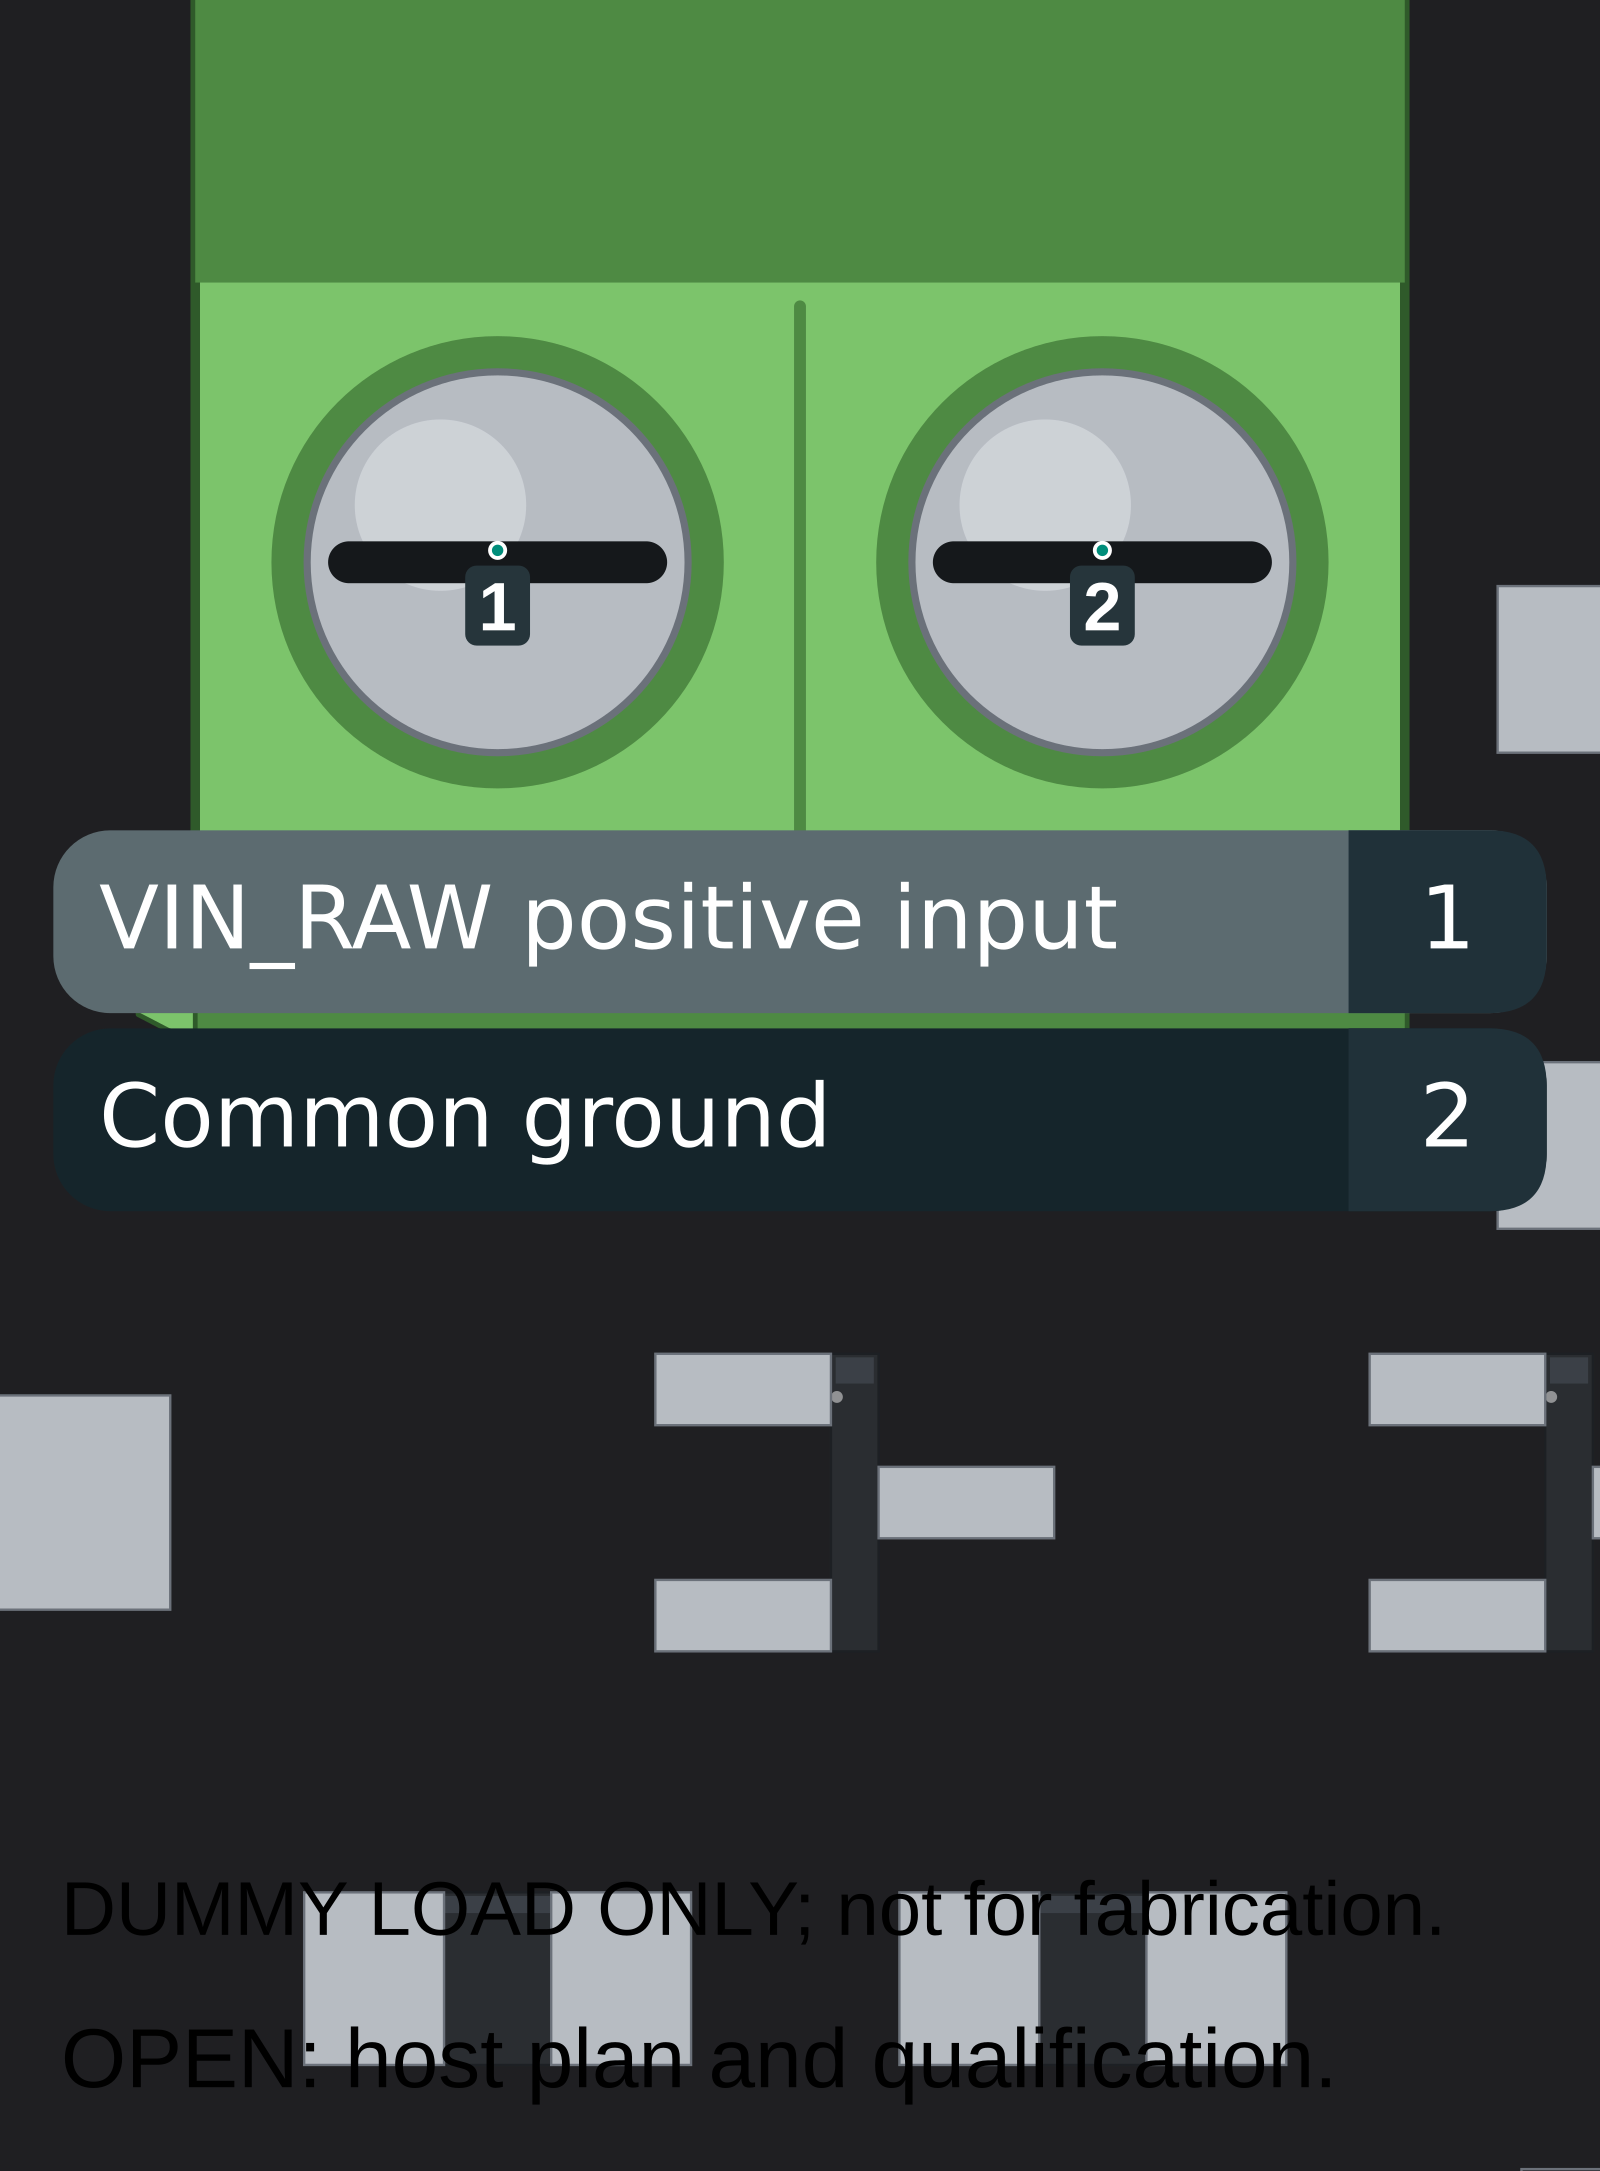 1 2
VIN_RAW positive input 1
Common ground 2
DUMMY LOAD ONLY; not for fabrication.
OPEN: host plan and qualification.